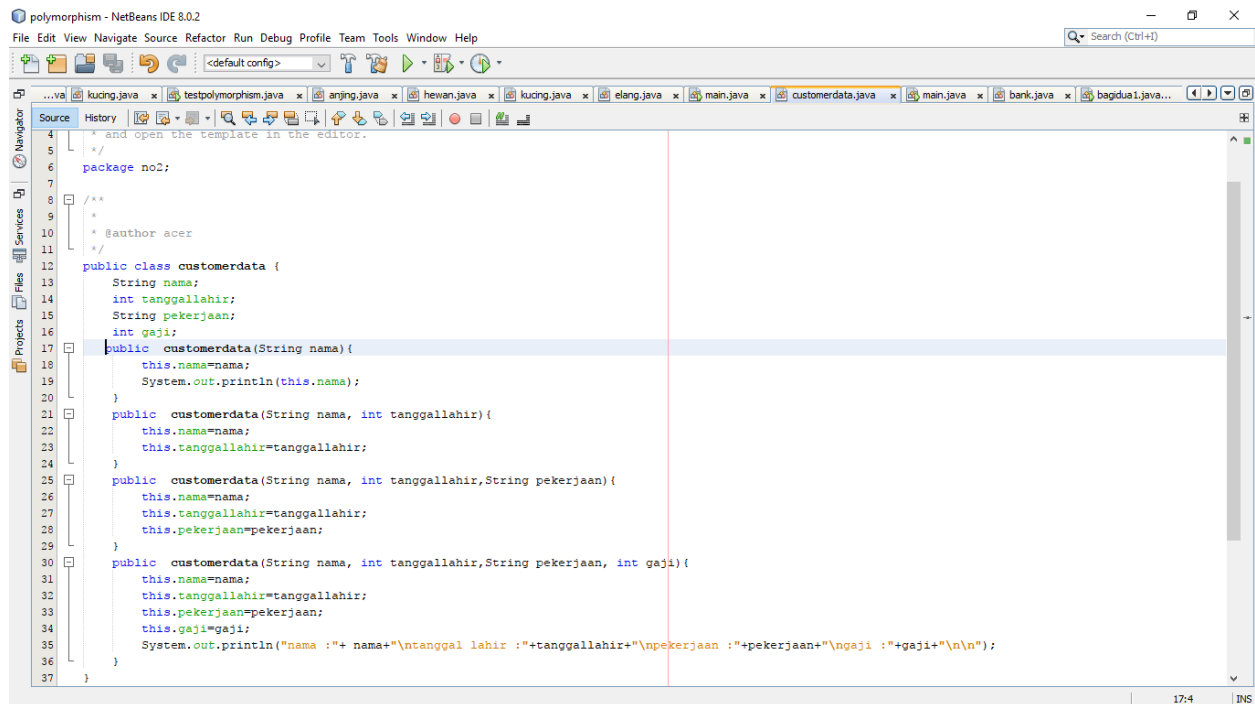 polymorphism - NetBeans IDE 8.0.2
File Edit View Navigate Source Refactor Run Debug Profile Team Tools Window Help
Search (Ctrl+I)
<default config>
...va kucing.java testpolymorphism.java anjing.java hewan.java kucing.java elang.java main.java customerdata.java main.java bank.java bagidua1.java...
Source History
Navigator
Services
Files
Projects
4 * and open the template in the editor.
5 */
6 package no2;
7
8 /**
9 *
10 * @author acer
11 */
12 public class customerdata {
13 String nama;
14 int tanggallahir;
15 String pekerjaan;
16 int gaji;
17 public customerdata(String nama){
18 this.nama=nama;
19 System.out.println(this.nama);
20 }
21 public customerdata(String nama, int tanggallahir){
22 this.nama=nama;
23 this.tanggallahir=tanggallahir;
24 }
25 public customerdata(String nama, int tanggallahir,String pekerjaan){
26 this.nama=nama;
27 this.tanggallahir=tanggallahir;
28 this.pekerjaan=pekerjaan;
29 }
30 public customerdata(String nama, int tanggallahir,String pekerjaan, int gaji){
31 this.nama=nama;
32 this.tanggallahir=tanggallahir;
33 this.pekerjaan=pekerjaan;
34 this.gaji=gaji;
35 System.out.println("nama :"+ nama+"\ntanggal lahir :"+tanggallahir+"\npekerjaan :"+pekerjaan+"\ngaji :"+gaji+"\n\n");
36 }
37 }
17:4 INS